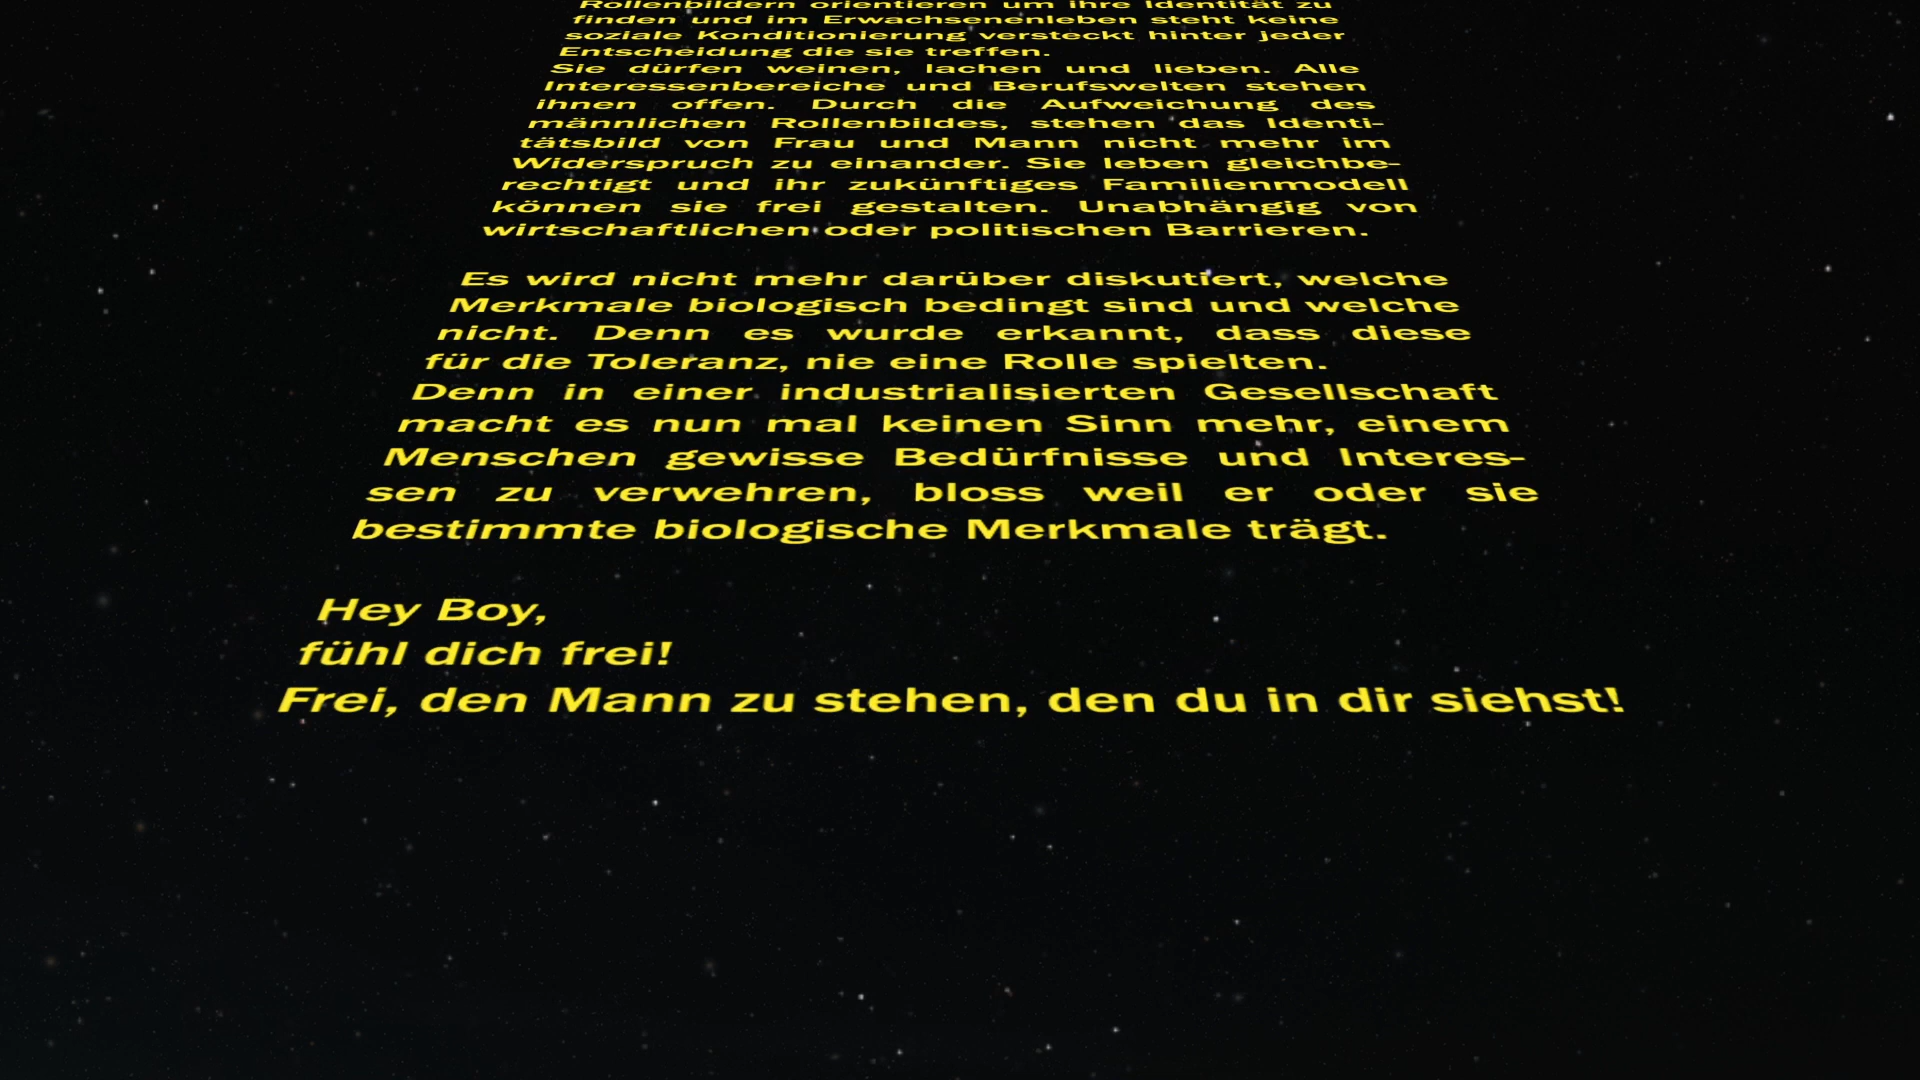 Rollenbildern orientieren um ihre Identität zu
finden und im Erwachsenenleben steht keine
soziale Konditionierung versteckt hinter jeder
Entscheidung die sie treffen.
Sie dürfen weinen, lachen und lieben. Alle
Interessenbereiche und Berufswelten stehen
ihnen offen. Durch die Aufweichung des
männlichen Rollenbildes, stehen das Identi-
tätsbild von Frau und Mann nicht mehr im
Widerspruch zu einander. Sie leben gleichbe-
rechtigt und ihr zukünftiges Familienmodell
können sie frei gestalten. Unabhängig von
wirtschaftlichen oder politischen Barrieren.
Es wird nicht mehr darüber diskutiert, welche
Merkmale biologisch bedingt sind und welche
nicht. Denn es wurde erkannt, dass diese
für die Toleranz, nie eine Rolle spielten.
Denn in einer industrialisierten Gesellschaft
macht es nun mal keinen Sinn mehr, einem
Menschen gewisse Bedürfnisse und Interes-
sen zu verwehren, bloss weil er oder sie
bestimmte biologische Merkmale trägt.
Hey Boy,
fühl dich frei!
Frei, den Mann zu stehen, den du in dir siehst!